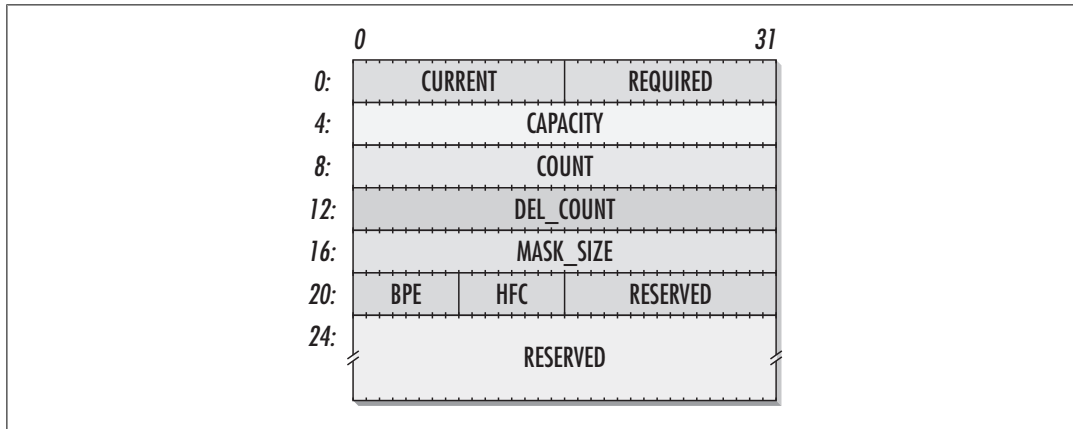 0 31
0: CURRENT REQUIRED
4: CAPACITY
8: COUNT
12: DEL_COUNT
16: MASK_SIZE
20: BPE HFC RESERVED
24: RESERVED